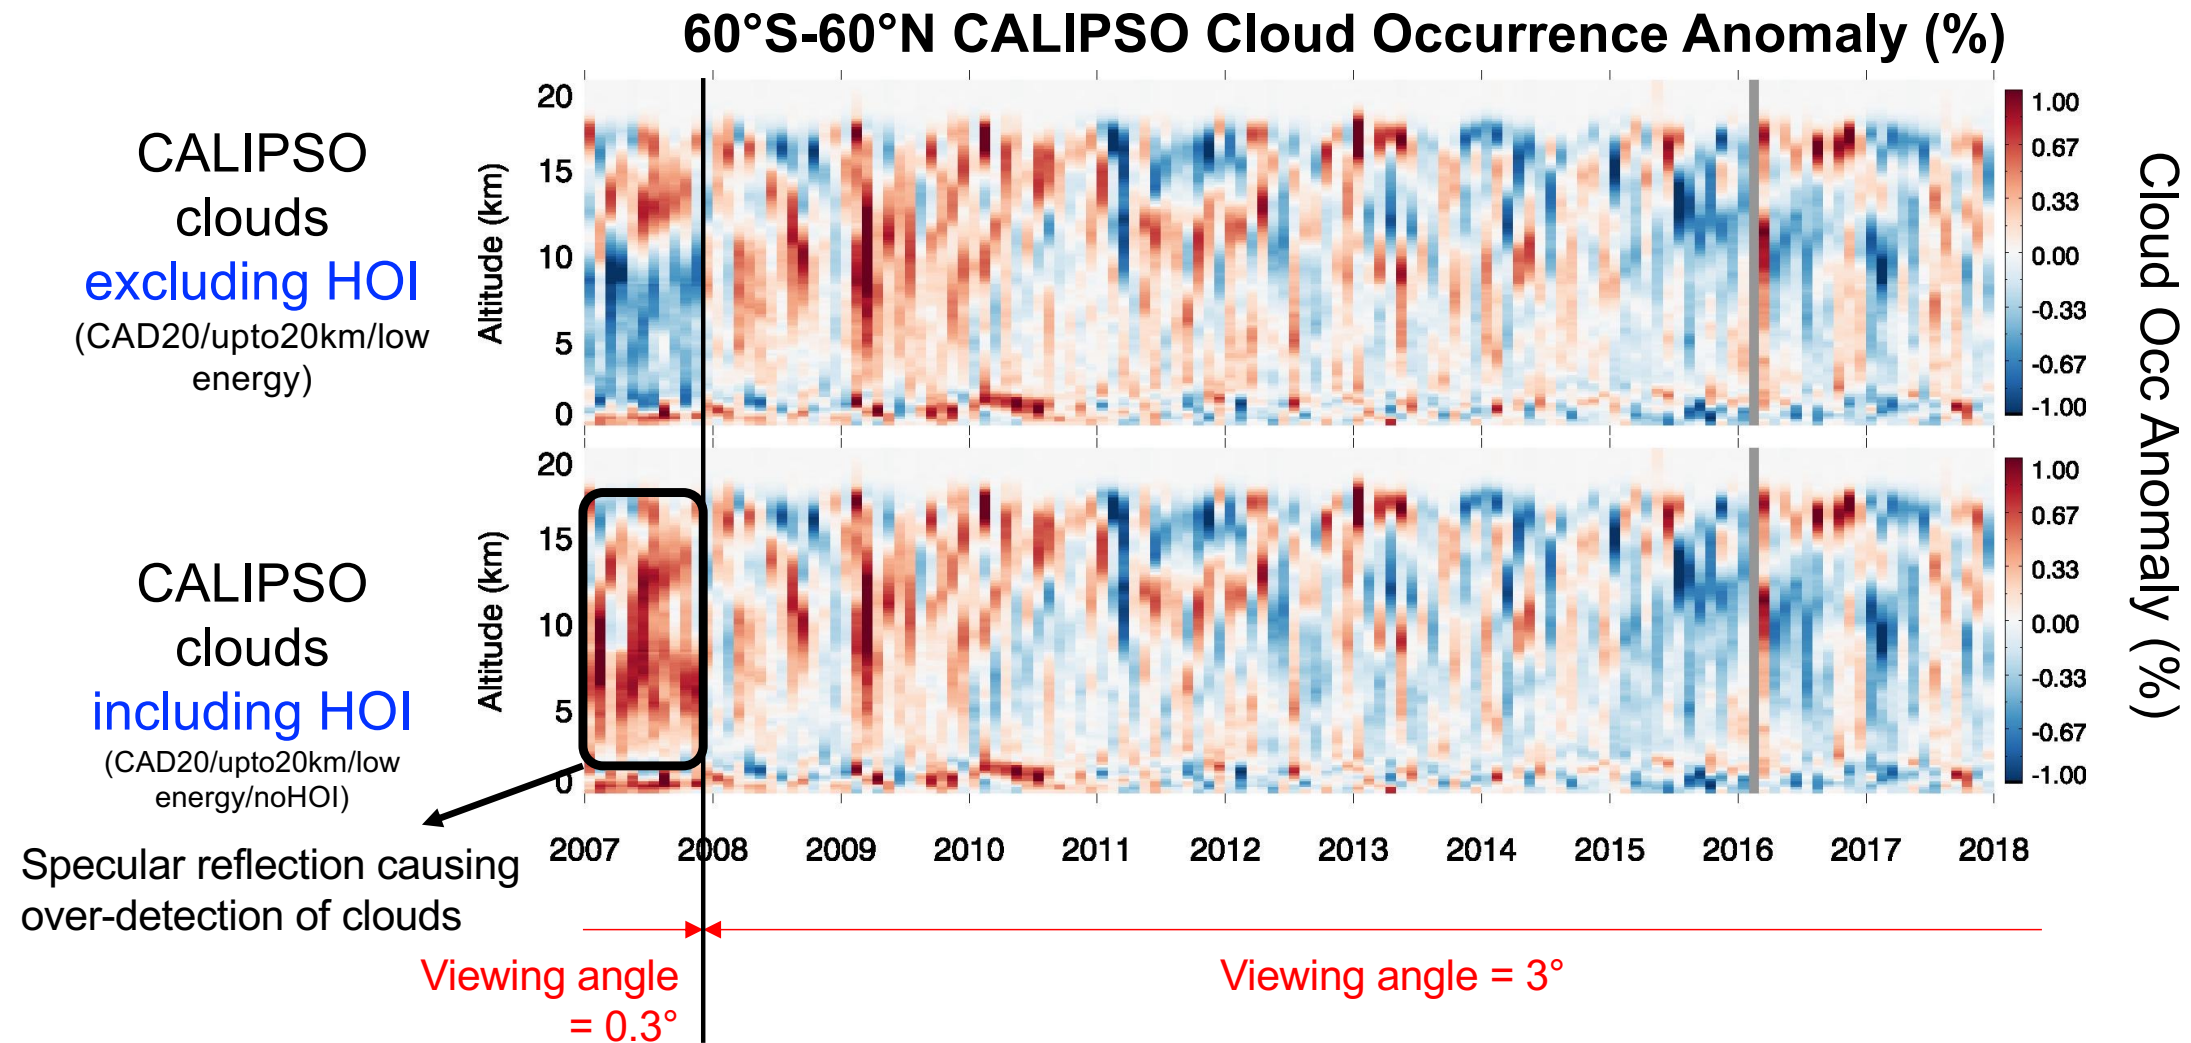 60°S-60°N CALIPSO Cloud Occurrence Anomaly (%)
CALIPSO
clouds
excluding HOI
(CAD20/upto20km/low
energy)
Altitude (km)
20
15
10
5
0
1.00
0.67
0.33
0.00
-0.33
-0.67
-1.00
Cloud Occ Anomaly (%)
CALIPSO
clouds
including HOI
(CAD20/upto20km/low
energy/noHOI)
Altitude (km)
20
15
10
5
0
1.00
0.67
0.33
0.00
-0.33
-0.67
-1.00
2007 2008 2009 2010 2011 2012 2013 2014 2015 2016 2017 2018
Specular reflection causing
over-detection of clouds
Viewing angle
= 0.3°
Viewing angle = 3°